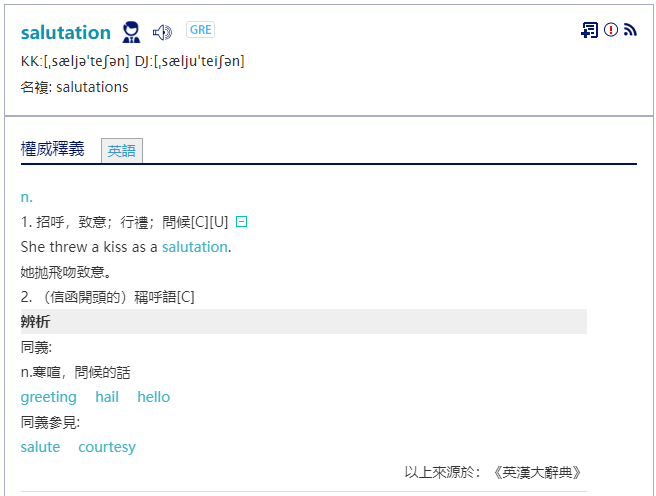 salutation GRE
KK:[ˌsæljəˈteʃən] DJ:[ˌsæljuˈteiʃən]
名複: salutations
權威釋義 英語
n.
1. 招呼，致意；行禮；問候[C][U]
She threw a kiss as a salutation.
她拋飛吻致意。
2. （信函開頭的）稱呼語[C]
辨析
同義:
n.寒暄，問候的話
greeting hail hello
同義參見:
salute courtesy
以上來源於：《英漢大辭典》